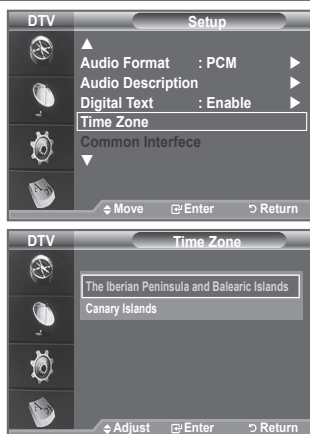 DTV Setup
▲
Audio Format : PCM ▶
Audio Description ▶
Digital Text : Enable ▶
Time Zone
Common Interfece
▼
Move Enter Return
DTV Time Zone
The Iberian Peninsula and Balearic Islands
Canary Islands
Adjust Enter Return